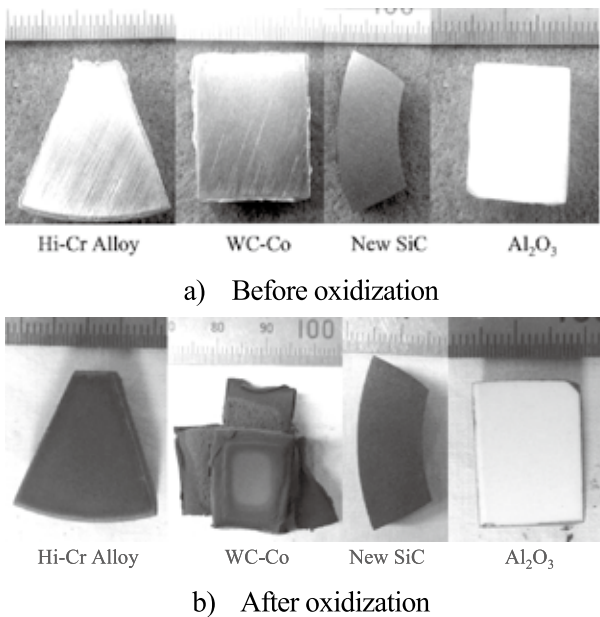 100
Hi-Cr Alloy WC-Co New SiC Al₂O₃
a) Before oxidization
80 90 100
Hi-Cr Alloy WC-Co New SiC Al₂O₃
b) After oxidization